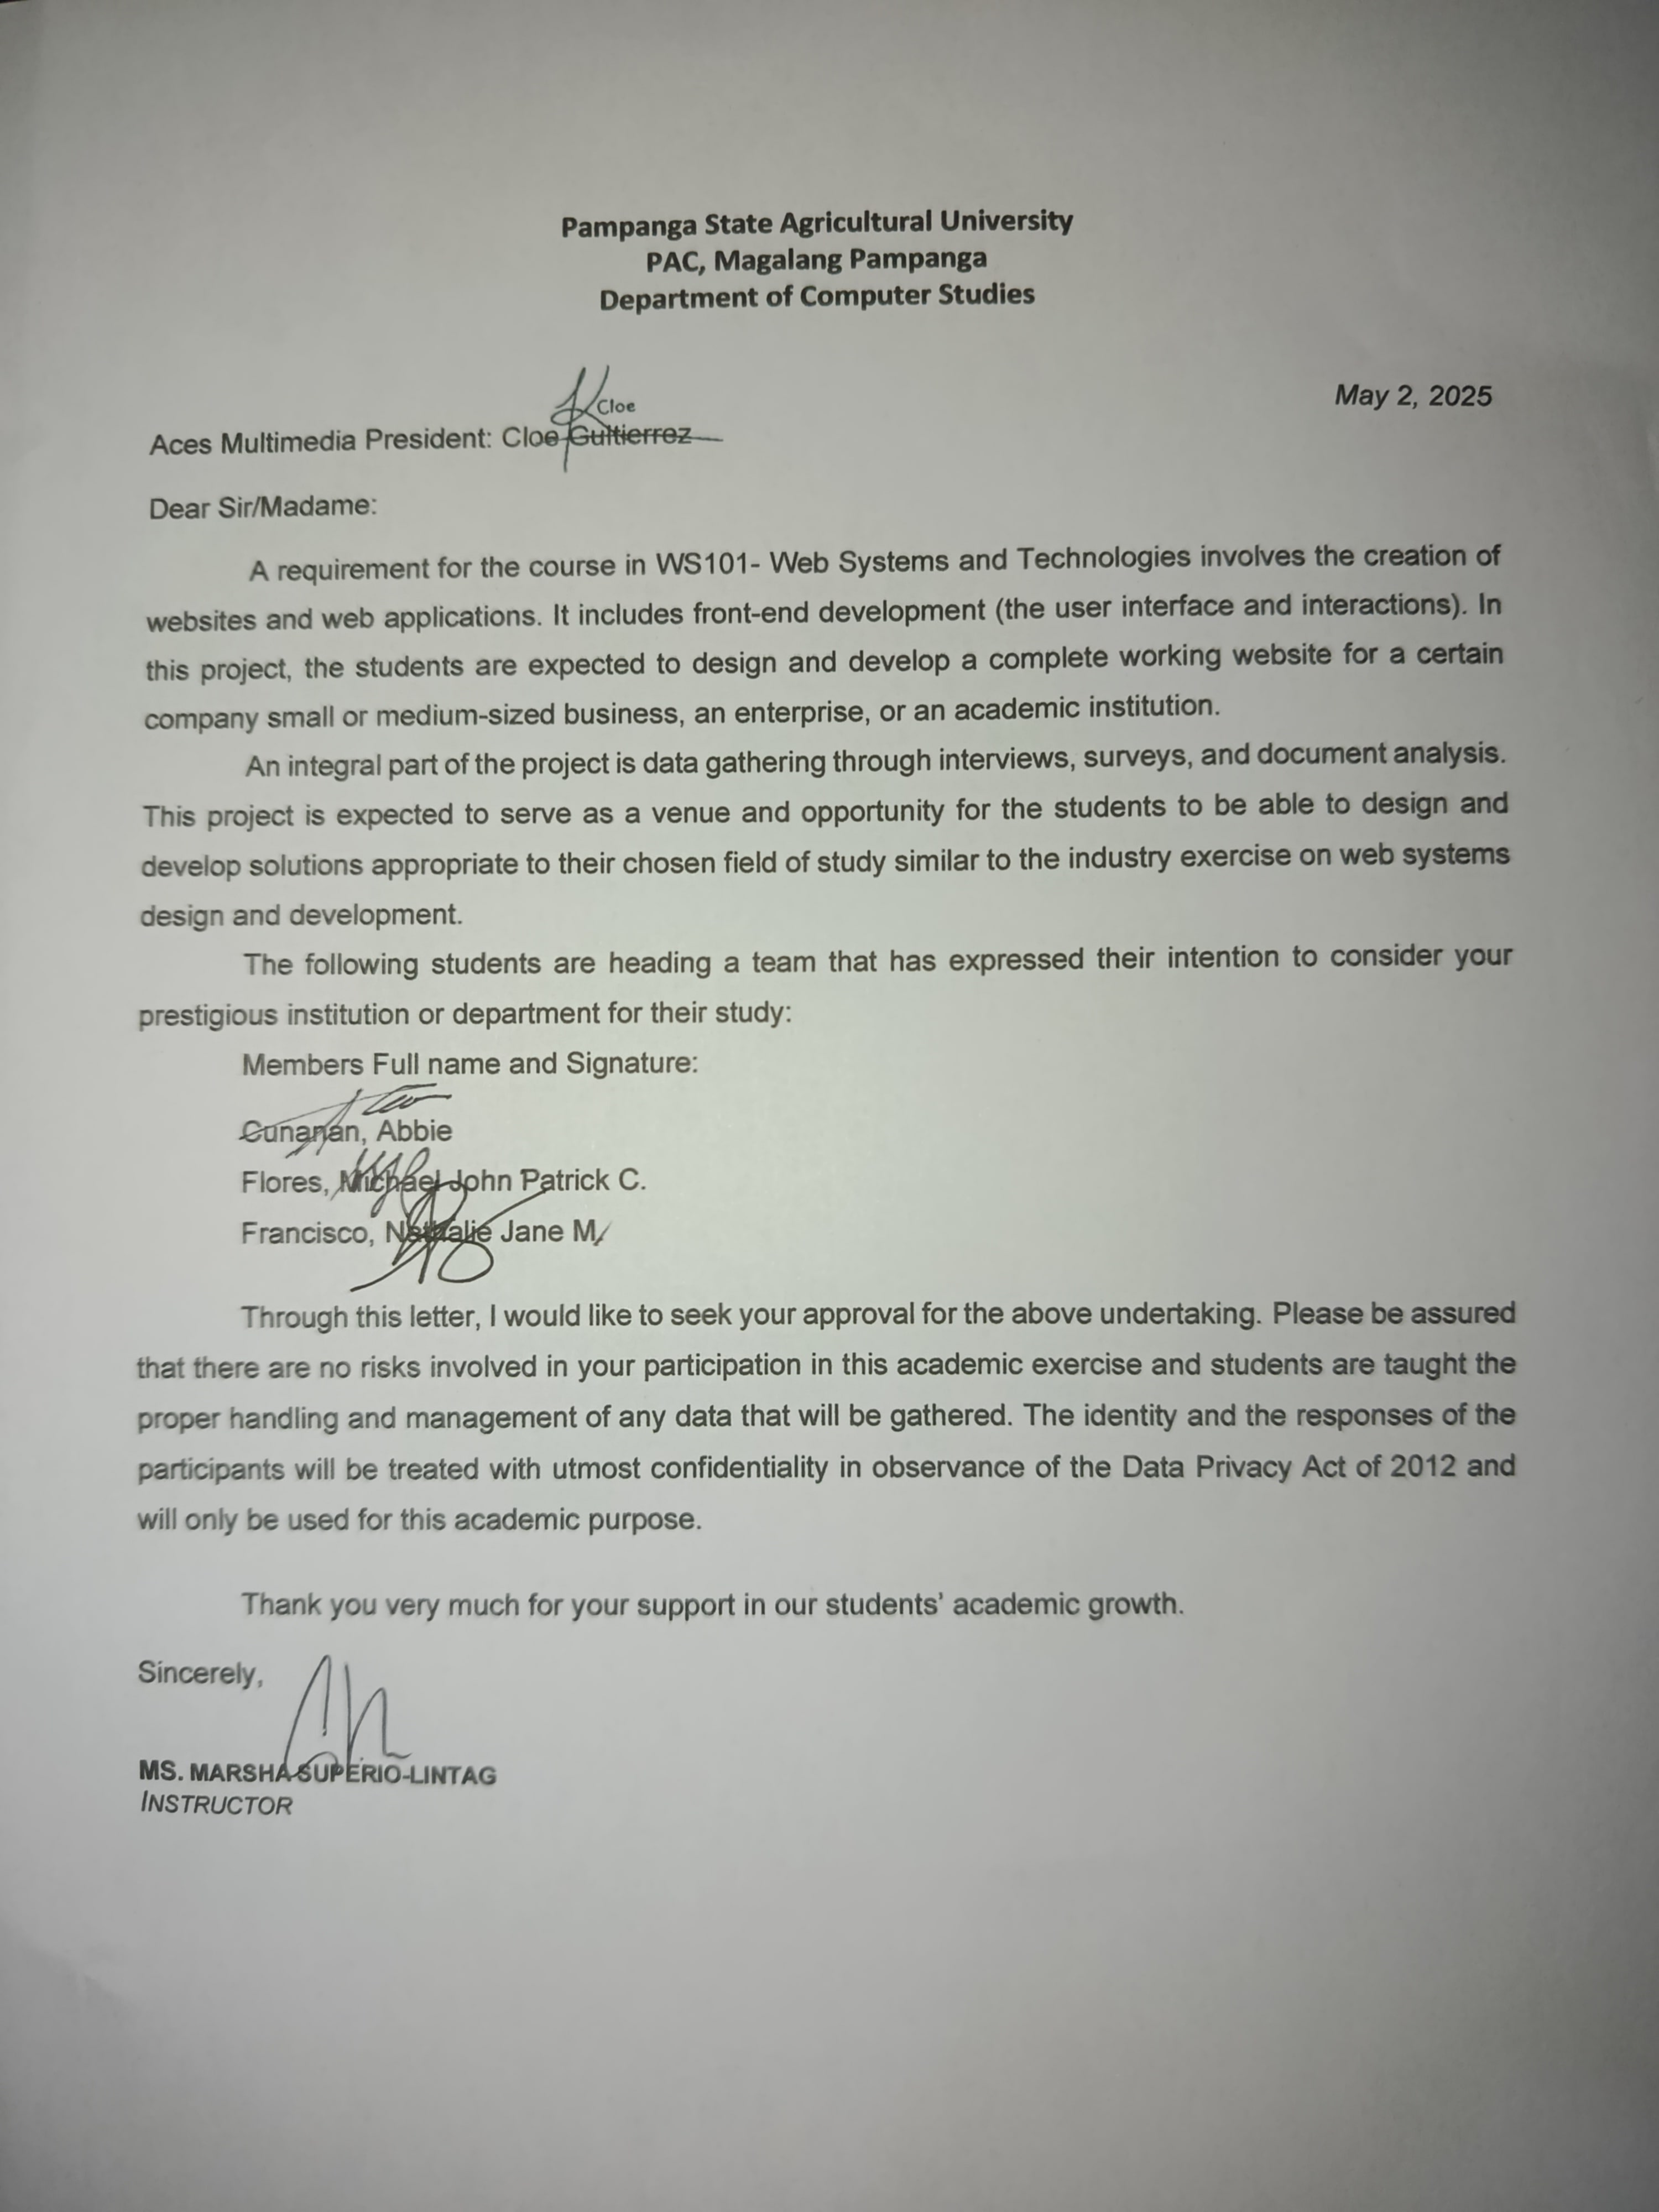 Pampanga State Agricultural University
PAC, Magalang Pampanga
Department of Computer Studies
May 2, 2025
Cloe
Aces Multimedia President: Cloe Gultierrez
Dear Sir/Madame:
A requirement for the course in WS101- Web Systems and Technologies involves the creation of
websites and web applications. It includes front-end development (the user interface and interactions). In
this project, the students are expected to design and develop a complete working website for a certain
company small or medium-sized business, an enterprise, or an academic institution.
An integral part of the project is data gathering through interviews, surveys, and document analysis.
This project is expected to serve as a venue and opportunity for the students to be able to design and
develop solutions appropriate to their chosen field of study similar to the industry exercise on web systems
design and development.
The following students are heading a team that has expressed their intention to consider your
prestigious institution or department for their study:
Members Full name and Signature:
Cunanan, Abbie
Flores, Michael John Patrick C.
Francisco, Nathalie Jane M.
Through this letter, I would like to seek your approval for the above undertaking. Please be assured
that there are no risks involved in your participation in this academic exercise and students are taught the
proper handling and management of any data that will be gathered. The identity and the responses of the
participants will be treated with utmost confidentiality in observance of the Data Privacy Act of 2012 and
will only be used for this academic purpose.
Thank you very much for your support in our students' academic growth.
Sincerely,
MS. MARSHA SUPERIO-LINTAG
INSTRUCTOR